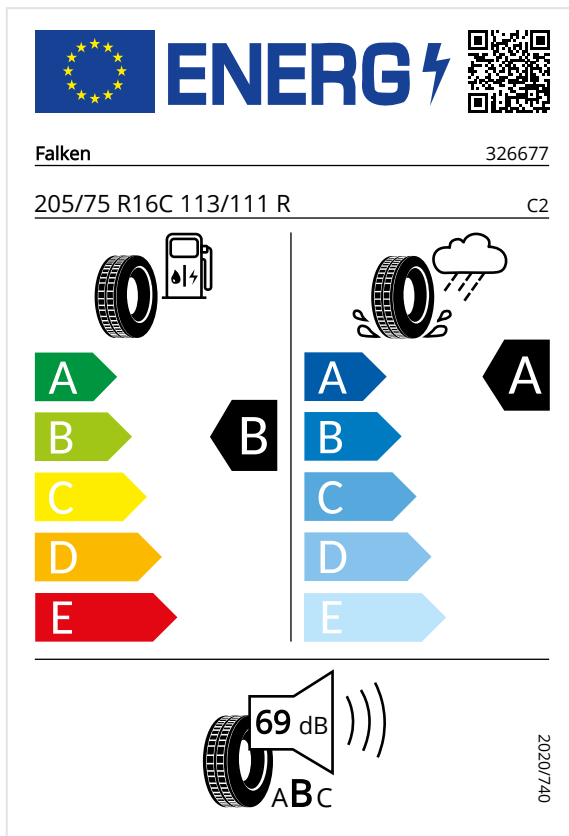 ENERG
Falken 326677
205/75 R16C 113/111 R C2
A
B
C
D
E
B
A
B
C
D
E
A
69 dB
ABC
2020/740